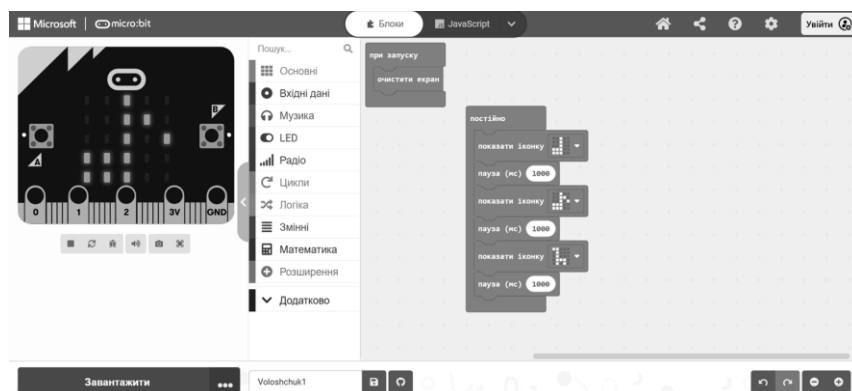 Microsoft
micro:bit
Блоки
JavaScript
Увійти
B
A
0
1
2
3V
GND
Пошук...
Основні
Вхідні дані
Музика
LED
Радіо
Цикли
Логіка
Змінні
Математика
Розширення
Додатково
при запуску
очистити екран
постійно
показати іконку
пауза (мс) 1000
показати іконку
пауза (мс) 1000
показати іконку
пауза (мс) 1000
Завантажити
Voloshchuk1